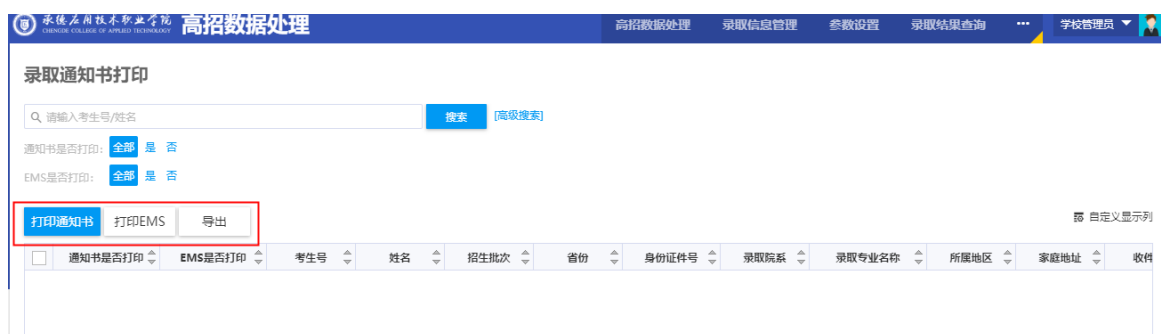 承德应用技术职业学院 高招数据处理 高招数据处理 录取信息管理 参数设置 录取结果查询 ... 学校管理员
CHENGDE COLLEGE OF APPLIED TECHNOLOGY
录取通知书打印
请输入考生号/姓名 搜索 [高级搜索]
通知书是否打印: 全部 是 否
EMS是否打印: 全部 是 否
打印通知书 打印EMS 导出 自定义显示列
通知书是否打印 EMS是否打印 考生号 姓名 招生批次 省份 身份证件号 录取院系 录取专业名称 所属地区 家庭地址 收件